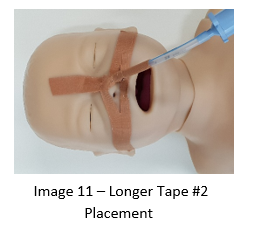 Image 11 – Longer Tape #2
Placement